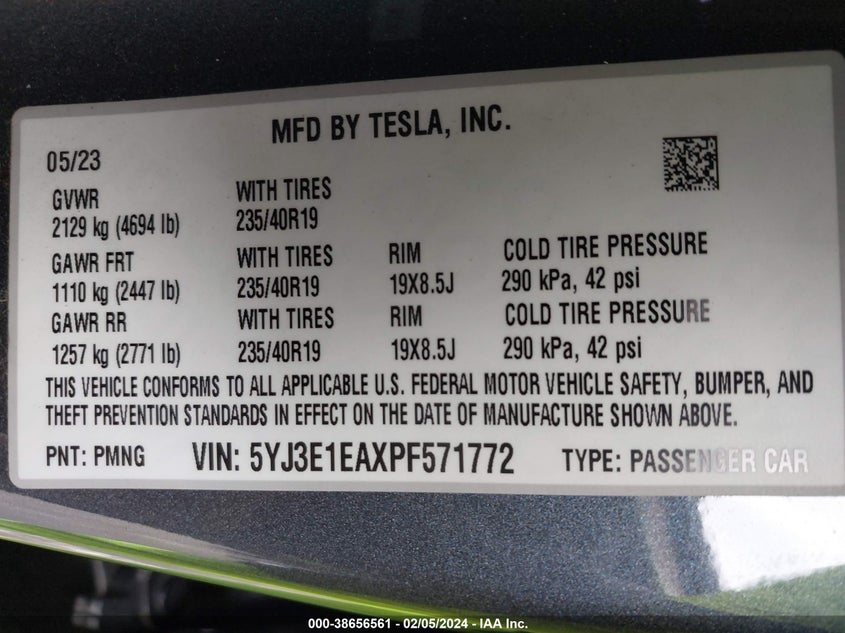 MFD BY TESLA, INC.
05/23
GVWR WITH TIRES
2129 kg (4694 lb) 235/40R19
GAWR FRT WITH TIRES RIM COLD TIRE PRESSURE
1110 kg (2447 lb) 235/40R19 19X8.5J 290 kPa, 42 psi
GAWR RR WITH TIRES RIM COLD TIRE PRESSURE
1257 kg (2771 lb) 235/40R19 19X8.5J 290 kPa, 42 psi
THIS VEHICLE CONFORMS TO ALL APPLICABLE U.S. FEDERAL MOTOR VEHICLE SAFETY, BUMPER, AND
THEFT PREVENTION STANDARDS IN EFFECT ON THE DATE OF MANUFACTURE SHOWN ABOVE.
PNT: PMNG VIN: 5YJ3E1EAXPF571772 TYPE: PASSENGER CAR
000-38656561 - 02/05/2024 - IAA Inc.